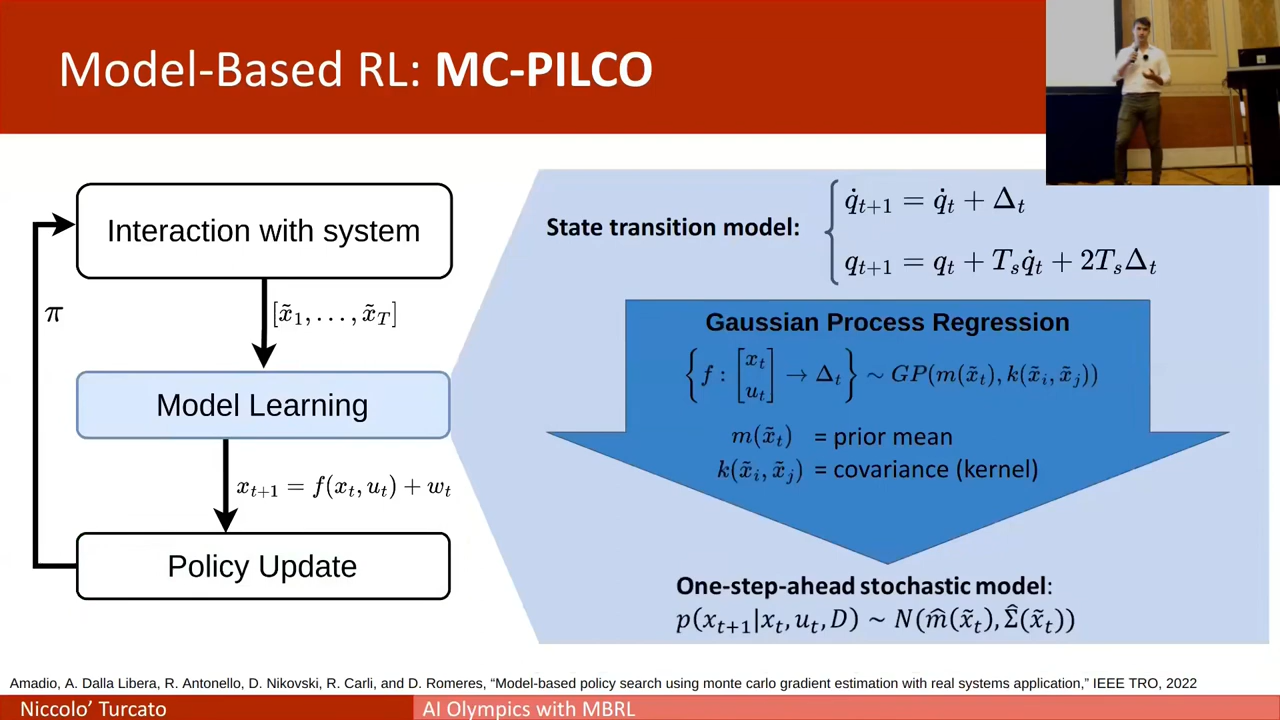 Model-Based RL: MC-PILCO
Interaction with system
π
[x̃₁, . . . , x̃_T]
Model Learning
x_{t+1} = f(x_t, u_t) + w_t
Policy Update
State transition model:
q̇_{t+1} = q̇_t + Δ_t
q_{t+1} = q_t + T_s q̇_t + 2T_s Δ_t
Gaussian Process Regression
{f : [x_t u_t] → Δ_t} ~ GP(m(x̃_t), k(x̃_i, x̃_j))
m(x̃_t) = prior mean
k(x̃_i, x̃_j) = covariance (kernel)
One-step-ahead stochastic model:
p(x_{t+1}|x_t, u_t, D) ~ N(m̂(x̃_t), Σ̂(x̃_t))
Amadio, A. Dalla Libera, R. Antonello, D. Nikovski, R. Carli, and D. Romeres, “Model-based policy search using monte carlo gradient estimation with real systems application,” IEEE TRO, 2022
Niccolo’ Turcato
AI Olympics with MBRL